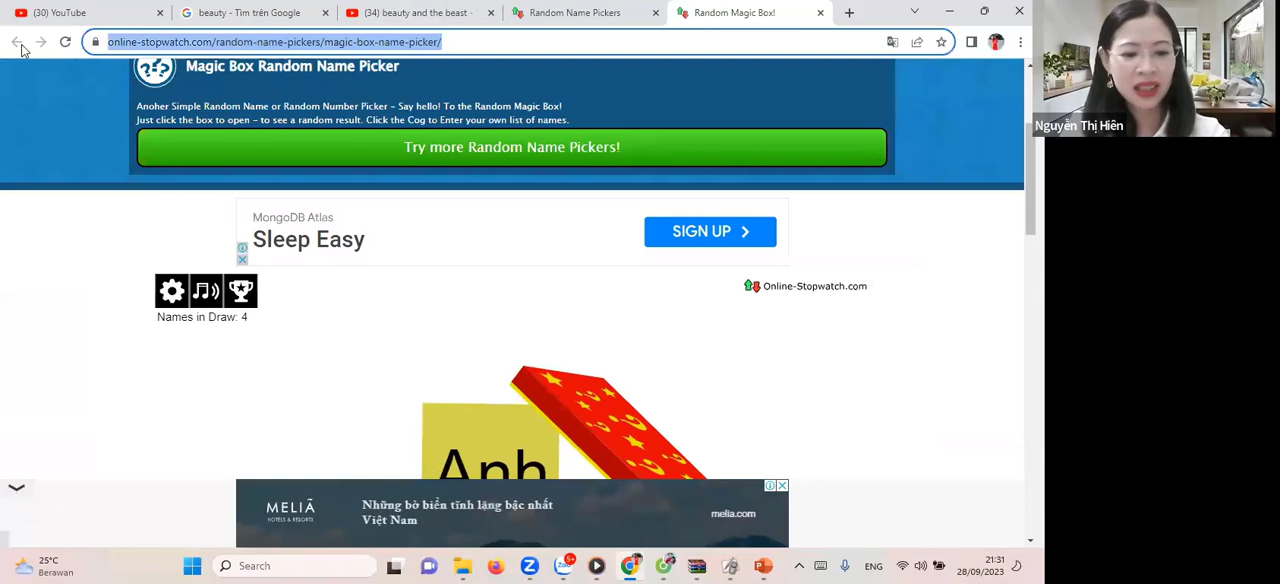 (30) YouTube
beauty - Tìm trên Google
(34) beauty and the beast -
Random Name Pickers
Random Magic Box!
online-stopwatch.com/random-name-pickers/magic-box-name-picker/
Magic Box Random Name Picker
Anoher Simple Random Name or Random Number Picker - Say hello! To the Random Magic Box!
Just click the box to open - to see a random result. Click the Cog to Enter your own list of names.
Try more Random Name Pickers!
MongoDB Atlas
Sleep Easy
SIGN UP
Online-Stopwatch.com
Names in Draw: 4
Anh
MELIÃ
HOTELS & RESORTS
Những bờ biển tĩnh lặng bậc nhất
Việt Nam
melia.com
Nguyễn Thị Hiên
25°C
Berawan
Search
5+
ENG
21:31
28/09/2023